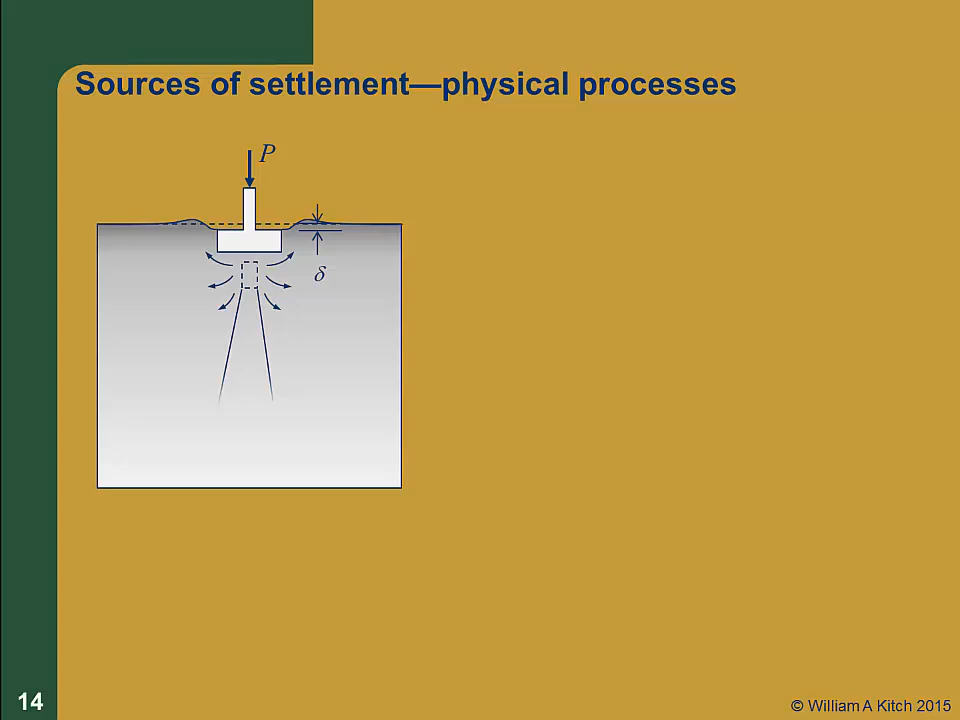 Sources of settlement—physical processes
P
δ
14
© William A Kitch 2015